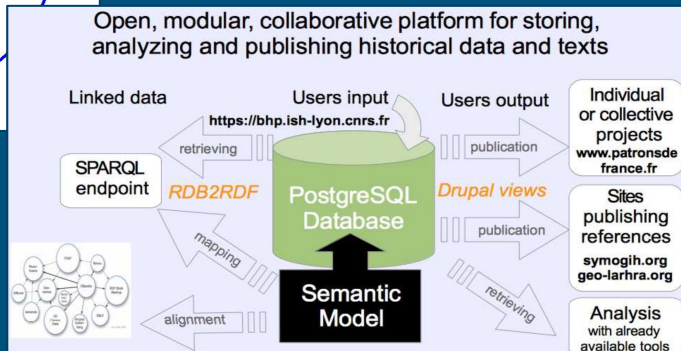 Open, modular, collaborative platform for storing,
analyzing and publishing historical data and texts
Linked data
Users input
Users output
https://bhp.ish-lyon.cnrs.fr
Individual
or collective
projects
www.patronsde
france.fr
retrieving
publication
SPARQL
endpoint
RDB2RDF
PostgreSQL
Database
Drupal views
Sites
publishing
references
symogih.org
geo-larhra.org
publication
mapping
Semantic
Model
retrieving
alignment
Analysis
with already
available tools